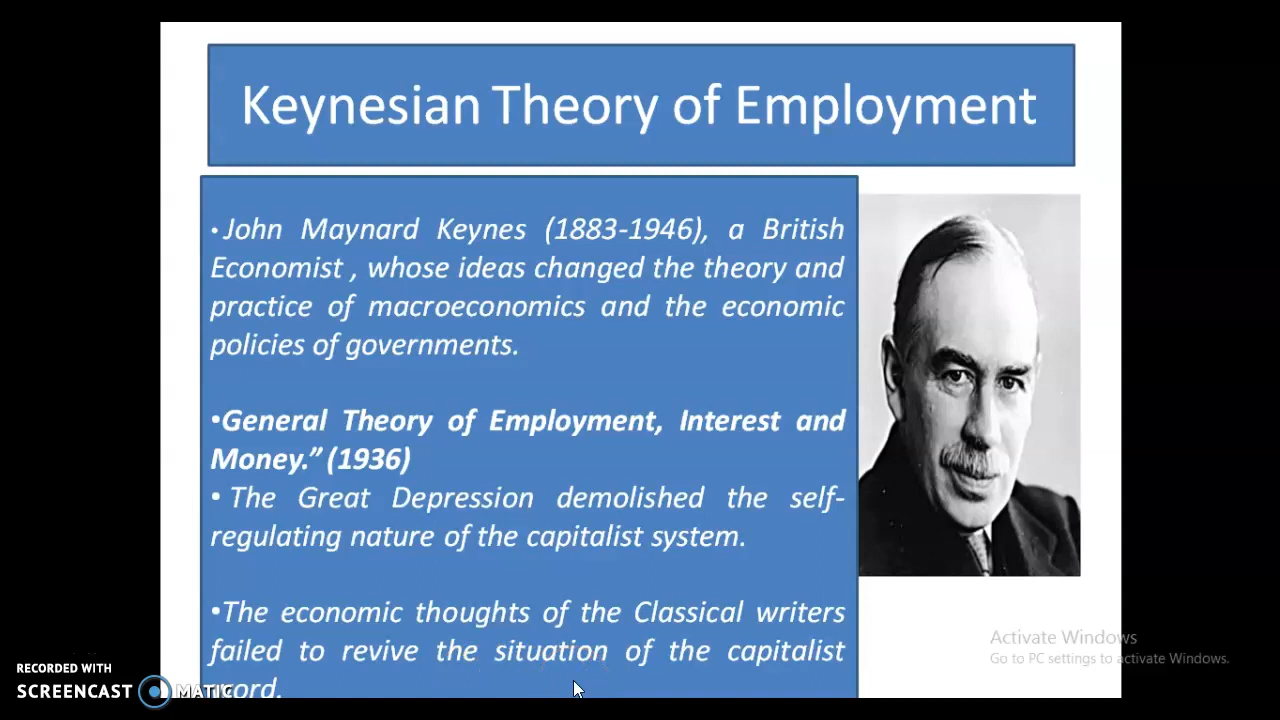 Keynesian Theory of Employment
•John Maynard Keynes (1883-1946), a British
Economist , whose ideas changed the theory and
practice of macroeconomics and the economic
policies of governments.
•General Theory of Employment, Interest and
Money.” (1936)
• The Great Depression demolished the self-
regulating nature of the capitalist system.
•The economic thoughts of the Classical writers
failed to revive the situation of the capitalist
Activate Windows
Go to PC settings to activate Windows.
RECORDED WITH
SCREENCAST MATIC